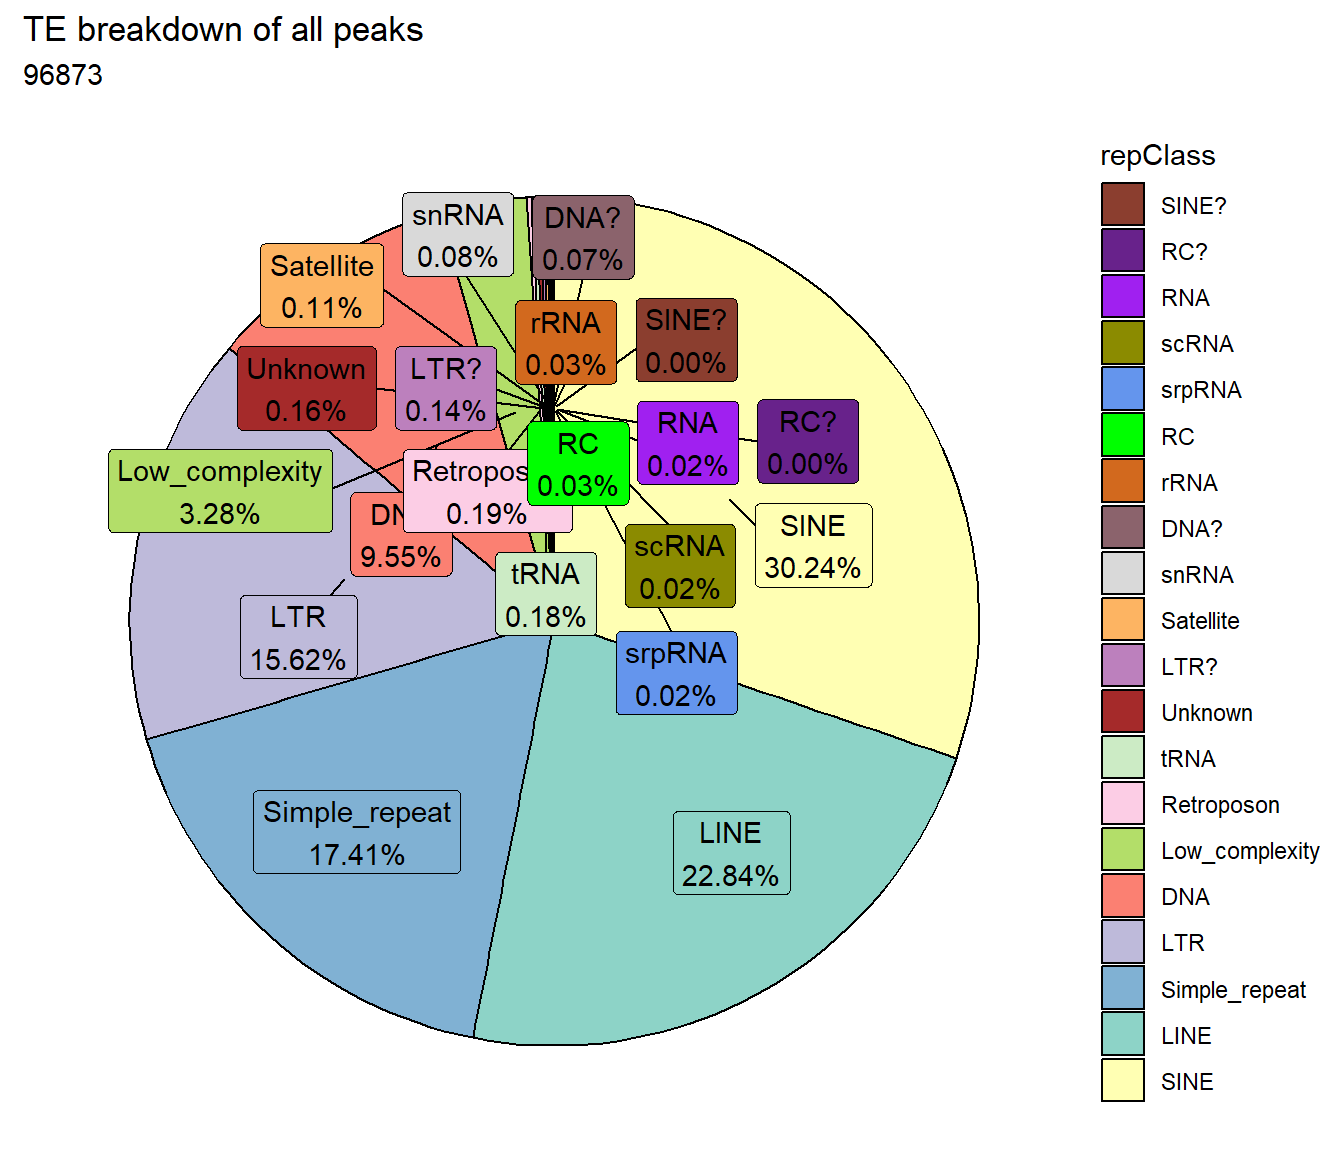 TE breakdown of all peaks
96873
snRNA
0.08%
DNA?
0.07%
Satellite
0.11%
rRNA
0.03%
SINE?
0.00%
Unknown
0.16%
LTR?
0.14%
RNA
0.02%
RC?
0.00%
RC
0.03%
Low_complexity
3.28%
Retropos
0.19%
DN
9.55%
SINE
30.24%
scRNA
0.02%
tRNA
0.18%
LTR
15.62%
srpRNA
0.02%
Simple_repeat
17.41%
LINE
22.84%
repClass
SINE?
RC?
RNA
scRNA
srpRNA
RC
rRNA
DNA?
snRNA
Satellite
LTR?
Unknown
tRNA
Retroposon
Low_complexity
DNA
LTR
Simple_repeat
LINE
SINE